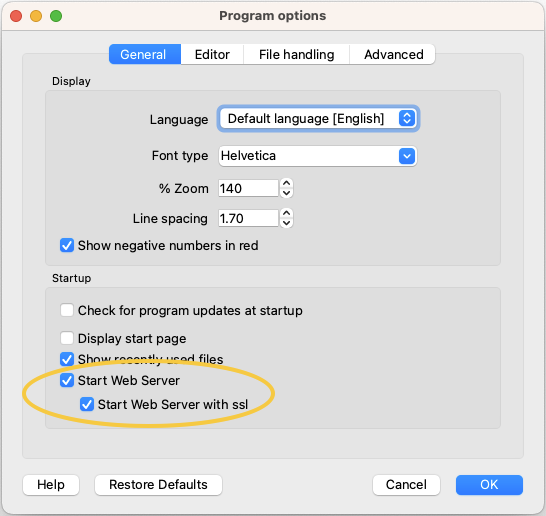 Program options
General Editor File handling Advanced
Display
Language Default language [English]
Font type Helvetica
% Zoom 140
Line spacing 1.70
Show negative numbers in red
Startup
Check for program updates at startup
Display start page
Show recently used files
Start Web Server
Start Web Server with ssl
Help Restore Defaults Cancel OK